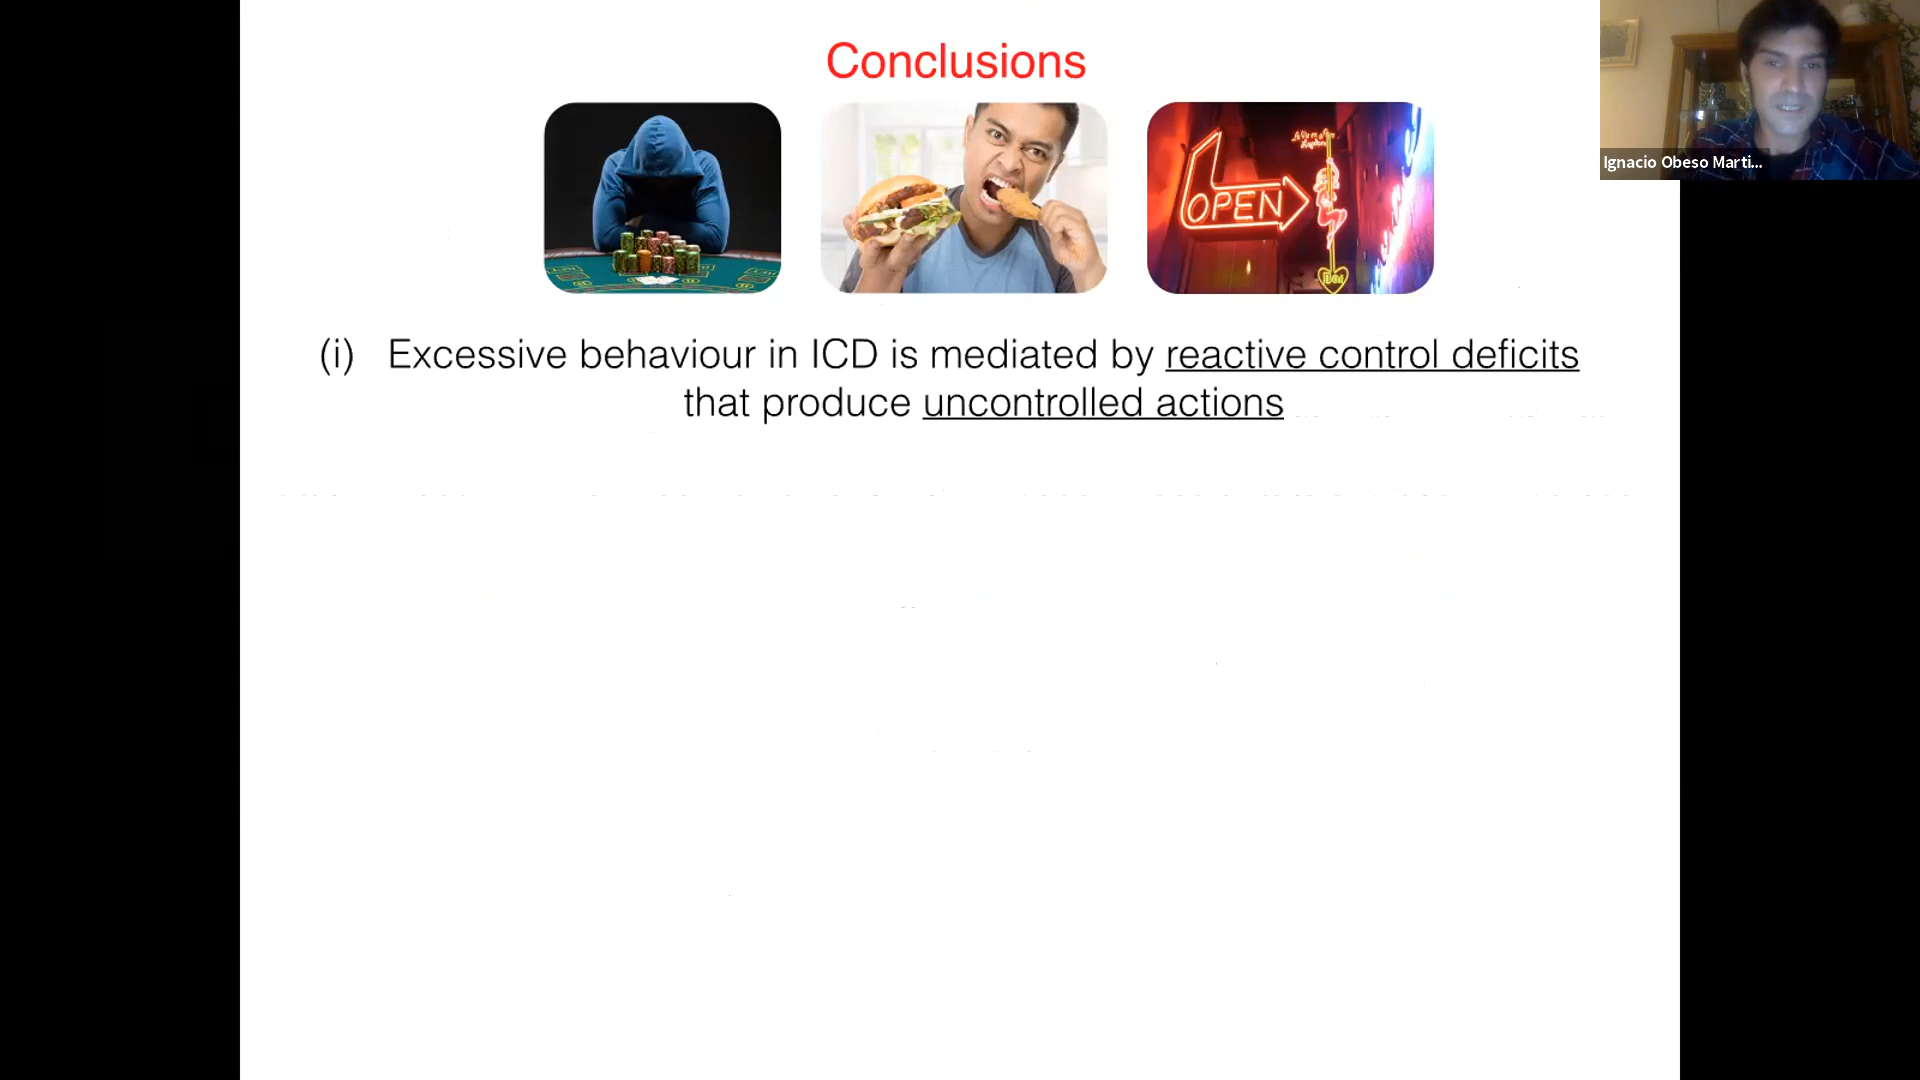 Conclusions
OPEN
Ignacio Obeso Marti...
(i) Excessive behaviour in ICD is mediated by reactive control deficits
that produce uncontrolled actions